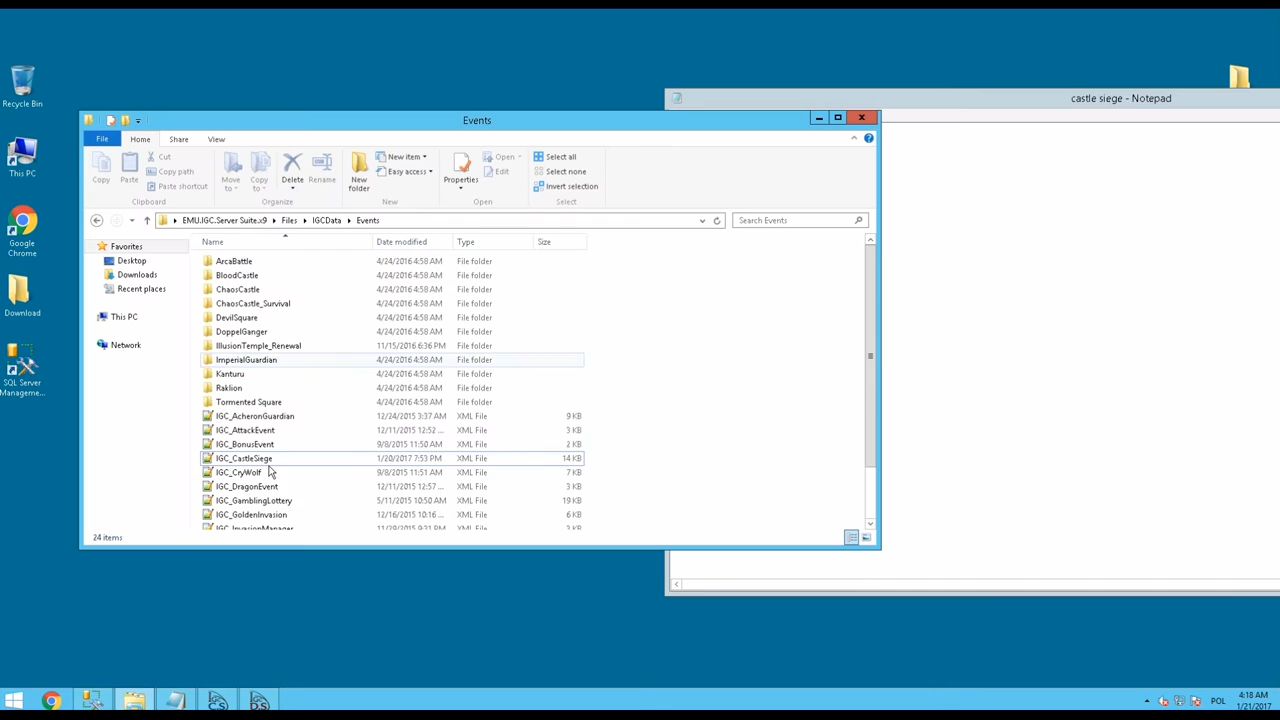 Recycle Bin
This PC
Google
Chrome
Download
SQL Server
Manageme...
castle siege - Notepad
Events
File
Home
Share
View
Copy
Paste
Cut
Copy path
Paste shortcut
Clipboard
Move
to
Copy
to
Delete
Rename
Organize
New
folder
New item
Easy access
New
Properties
Open
Edit
Open
Select all
Select none
Invert selection
Select
EMU.IGC.Server Suite.x9 Files IGCData Events
Search Events
Favorites
Desktop
Downloads
Recent places
This PC
Network
Name Date modified Type Size
ArcaBattle 4/24/2016 4:58 AM File folder
BloodCastle 4/24/2016 4:58 AM File folder
ChaosCastle 4/24/2016 4:58 AM File folder
ChaosCastle_Survival 4/24/2016 4:58 AM File folder
DevilSquare 4/24/2016 4:58 AM File folder
DoppelGanger 4/24/2016 4:58 AM File folder
IllusionTemple_Renewal 11/15/2016 6:36 PM File folder
ImperialGuardian 4/24/2016 4:58 AM File folder
Kanturu 4/24/2016 4:58 AM File folder
Raklion 4/24/2016 4:58 AM File folder
Tormented Square 4/24/2016 4:58 AM File folder
IGC_AcheronGuardian 12/24/2015 3:37 AM XML File 9 KB
IGC_AttackEvent 12/11/2015 12:52 ... XML File 3 KB
IGC_BonusEvent 9/8/2015 11:50 AM XML File 2 KB
IGC_CastleSiege 1/20/2017 7:53 PM XML File 14 KB
IGC_CryWolf 9/8/2015 11:51 AM XML File 7 KB
IGC_DragonEvent 12/11/2015 12:57 ... XML File 3 KB
IGC_GamblingLottery 5/11/2015 10:50 AM XML File 19 KB
IGC_GoldenInvasion 12/16/2015 10:16 ... XML File 6 KB
IGC_InvasionManager 11/29/2015 9:31 PM XML File 3 KB
24 items
IGC
C.S
IGC
D.S
POL
4:18 AM
1/21/2017